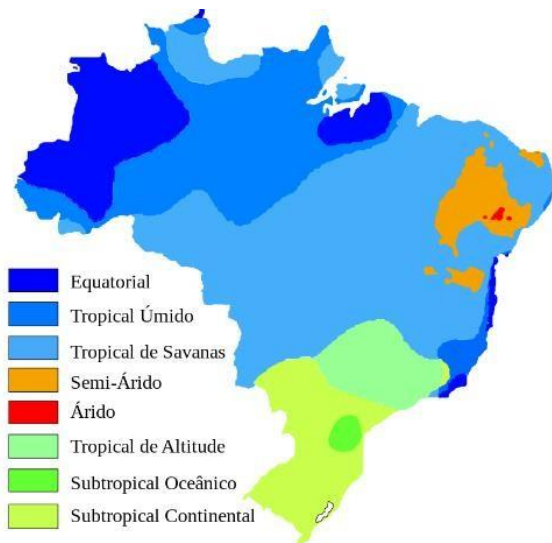 Equatorial
Tropical Úmido
Tropical de Savanas
Semi-Árido
Árido
Tropical de Altitude
Subtropical Oceânico
Subtropical Continental